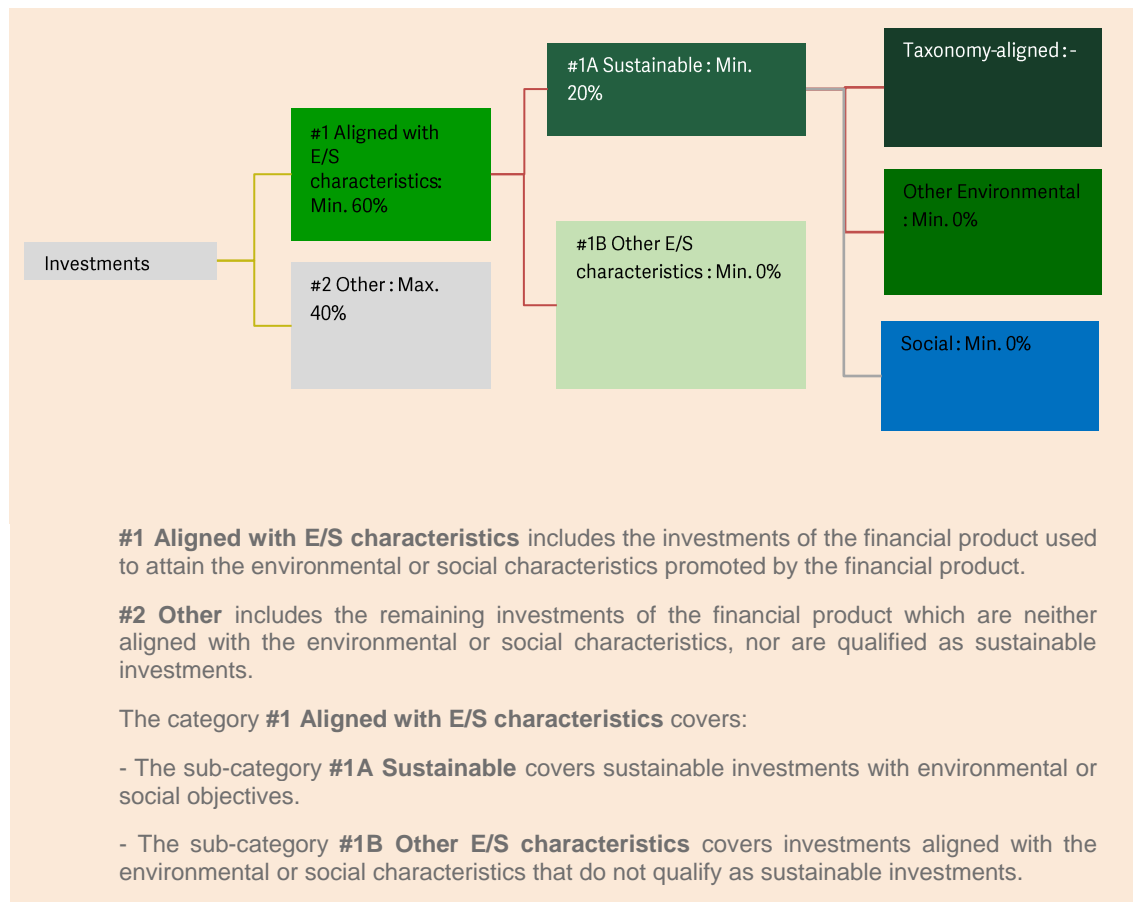 Investments
#1 Aligned with
E/S
characteristics:
Min. 60%
#2 Other : Max.
40%
#1A Sustainable : Min.
20%
#1B Other E/S
characteristics : Min. 0%
Taxonomy-aligned : -
Other Environmental
: Min. 0%
Social : Min. 0%
#1 Aligned with E/S characteristics includes the investments of the financial product used
to attain the environmental or social characteristics promoted by the financial product.
#2 Other includes the remaining investments of the financial product which are neither
aligned with the environmental or social characteristics, nor are qualified as sustainable
investments.
The category #1 Aligned with E/S characteristics covers:
- The sub-category #1A Sustainable covers sustainable investments with environmental or
social objectives.
- The sub-category #1B Other E/S characteristics covers investments aligned with the
environmental or social characteristics that do not qualify as sustainable investments.